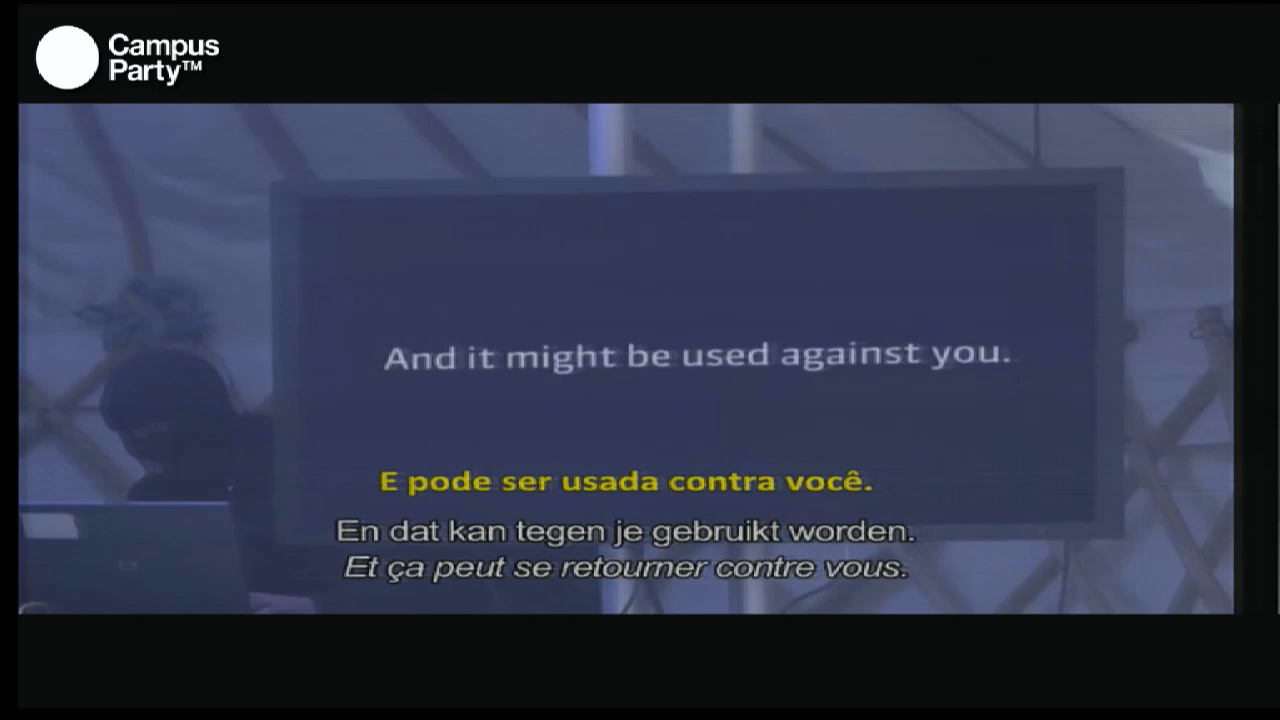 Campus
Party™
And it might be used against you.
E pode ser usada contra você.
En dat kan tegen je gebruikt worden.
Et ça peut se retourner contre vous.